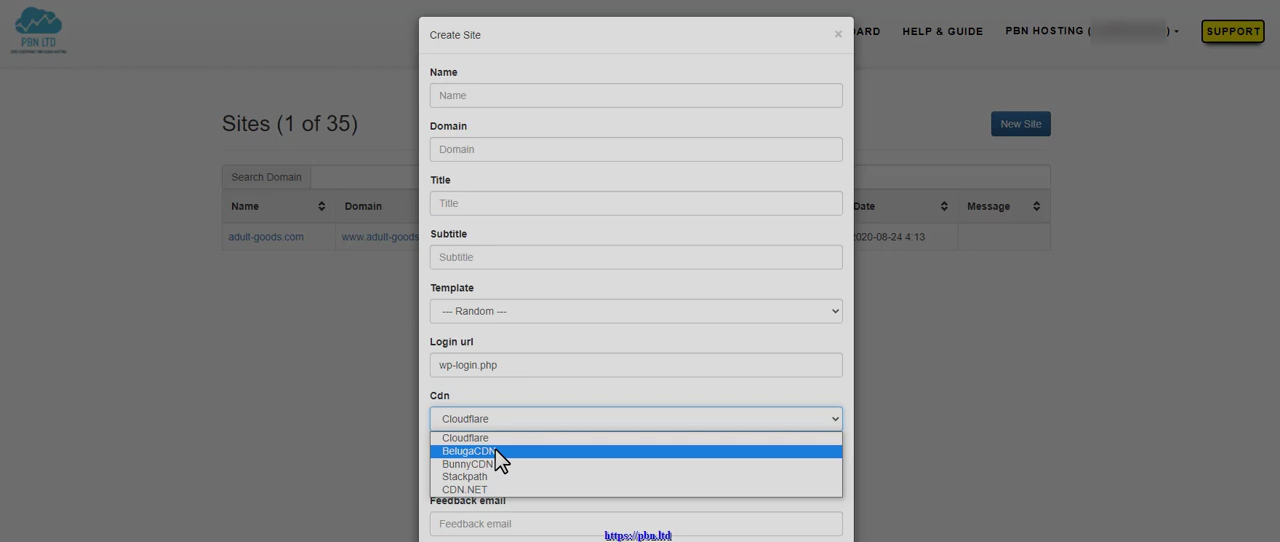 PBN LTD
ARD
HELP & GUIDE
PBN HOSTING (
)
SUPPORT
Sites (1 of 35)
New Site
Search Domain
Name
Domain
Date
Message
adult-goods.com
www.adult-goods
2020-08-24 4:13
Create Site
×
Name
Name
Domain
Domain
Title
Title
Subtitle
Subtitle
Template
--- Random ---
Login url
wp-login.php
Cdn
Cloudflare
Cloudflare
BelugaCDN
BunnyCDN
Stackpath
CDN.NET
Feedback email
Feedback email
https://pbn.ltd